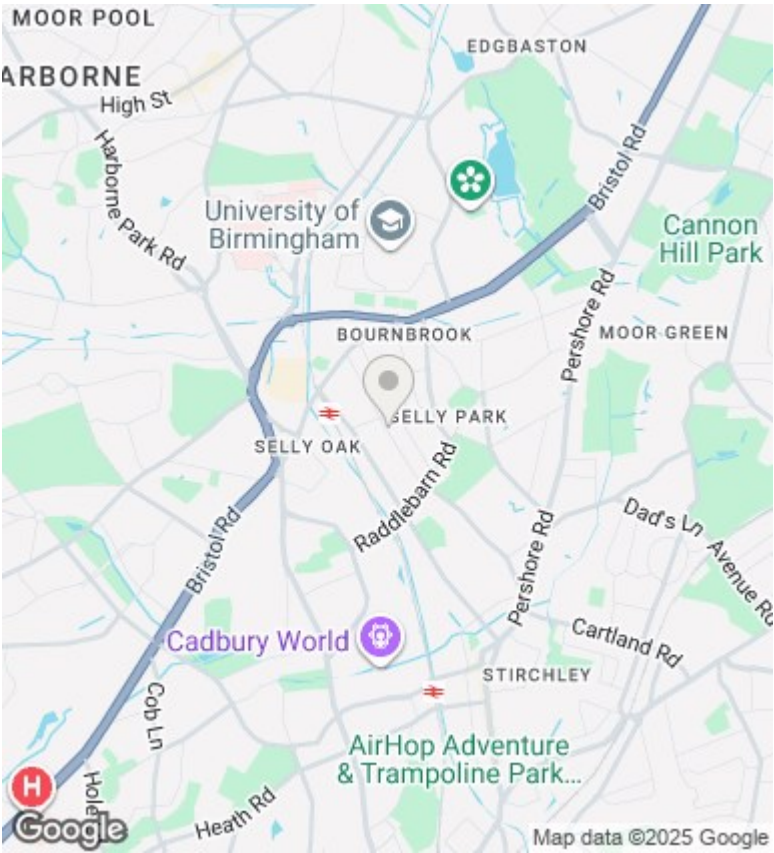 MOOR POOL
EDGBASTON
ARBORNE
High St
Harborne Park Rd
Bristol Rd
University of
Birmingham
Cannon
Hill Park
Pershore Rd
BOURNBROOK
MOOR GREEN
SELLY PARK
SELLY OAK
Raddlebarn Rd
Bristol Rd
Pershore Rd
Dad's Ln
Avenue Rd
Cadbury World
Cartland Rd
STIRCHLEY
Cob Ln
AirHop Adventure
& Trampoline Park...
H
Hole
Heath Rd
Google
Map data ©2025 Google